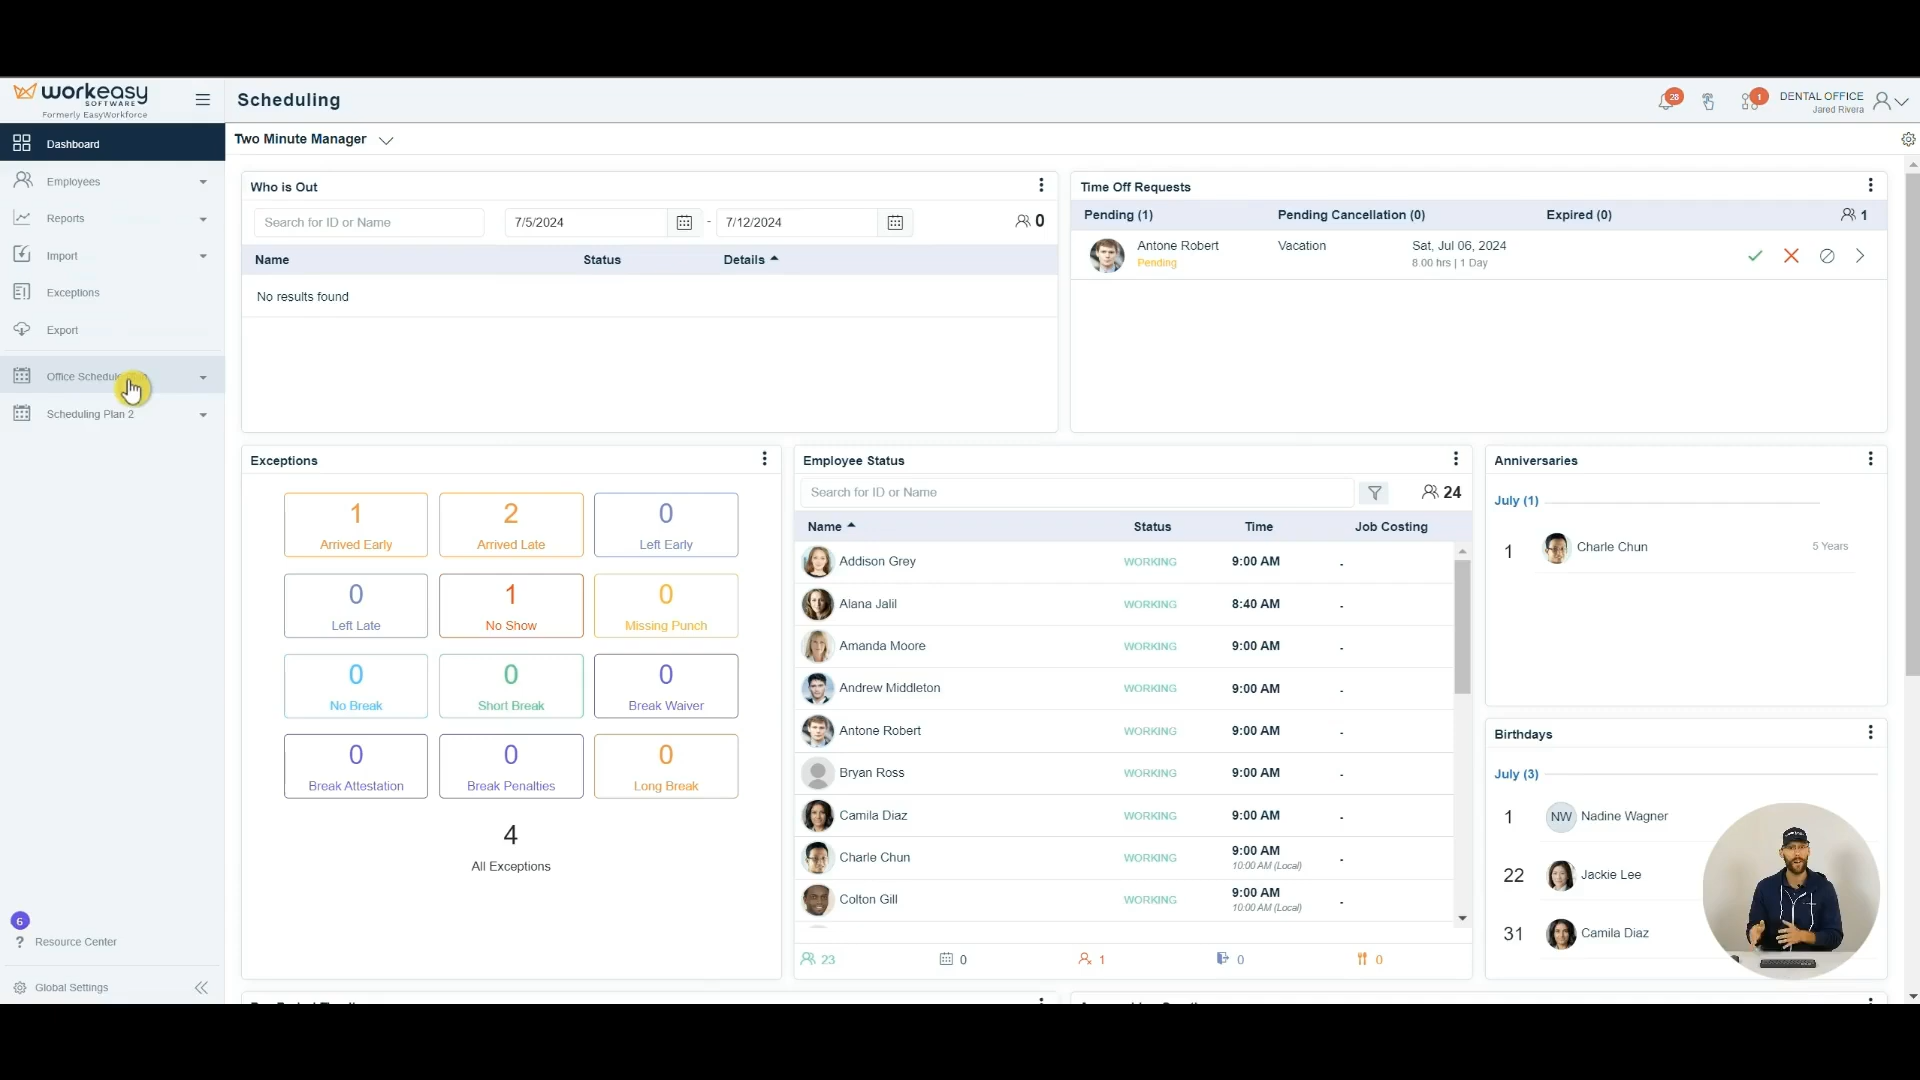 workeasy
SOFTWARE
Formerly EasyWorkforce
Scheduling
28
1
DENTAL OFFICE
Jared Rivera
Dashboard
Employees
Reports
Import
Exceptions
Export
Office Schedule
Scheduling Plan 2
6
? Resource Center
Global Settings
Two Minute Manager
Who is Out
Search for ID or Name
7/5/2024 - 7/12/2024
0
Name Status Details
No results found
Time Off Requests
Pending (1) Pending Cancellation (0) Expired (0) 1
Antone Robert Vacation Sat, Jul 06, 2024
Pending 8.00 hrs | 1 Day
Exceptions
1 2 0
Arrived Early Arrived Late Left Early
0 1 0
Left Late No Show Missing Punch
0 0 0
No Break Short Break Break Waiver
0 0 0
Break Attestation Break Penalties Long Break
4
All Exceptions
Employee Status
Search for ID or Name 24
Name Status Time Job Costing
Addison Grey WORKING 9:00 AM -
Alana Jalil WORKING 8:40 AM -
Amanda Moore WORKING 9:00 AM -
Andrew Middleton WORKING 9:00 AM -
Antone Robert WORKING 9:00 AM -
Bryan Ross WORKING 9:00 AM -
Camila Diaz WORKING 9:00 AM -
Charle Chun WORKING 9:00 AM -
10:00 AM (Local)
Colton Gill WORKING 9:00 AM -
10:00 AM (Local)
23 0 1 0 0
Anniversaries
July (1)
1 Charle Chun 5 Years
Birthdays
July (3)
1 NW Nadine Wagner
22 Jackie Lee
31 Camila Diaz